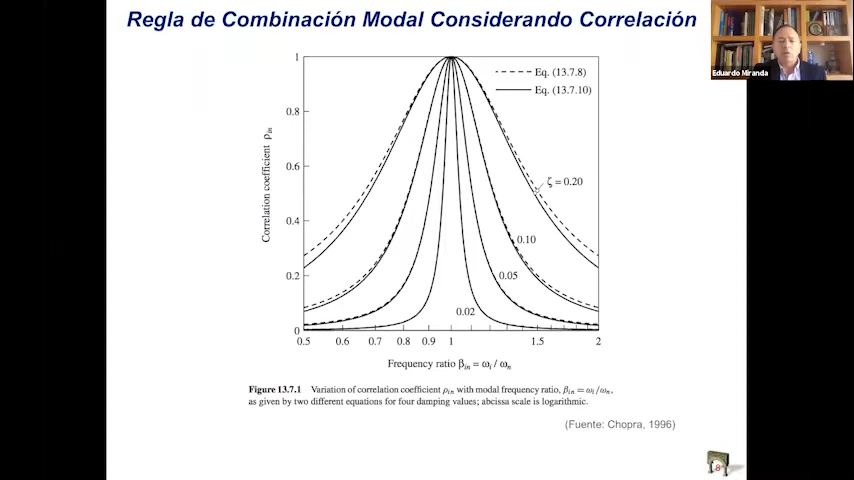 Regla de Combinación Modal Considerando Correlación
Eduardo Miranda
Eq. (13.7.8)
Eq. (13.7.10)
Correlation coefficient ρin
1
0.8
0.6
0.4
0.2
0
ζ = 0.20
0.10
0.05
0.02
0.5 0.6 0.7 0.8 0.9 1 1.5 2
Frequency ratio βin = ωi / ωn
Figure 13.7.1 Variation of correlation coefficient ρin with modal frequency ratio, βin = ωi/ωn,
as given by two different equations for four damping values; abcissa scale is logarithmic.
(Fuente: Chopra, 1996)
8